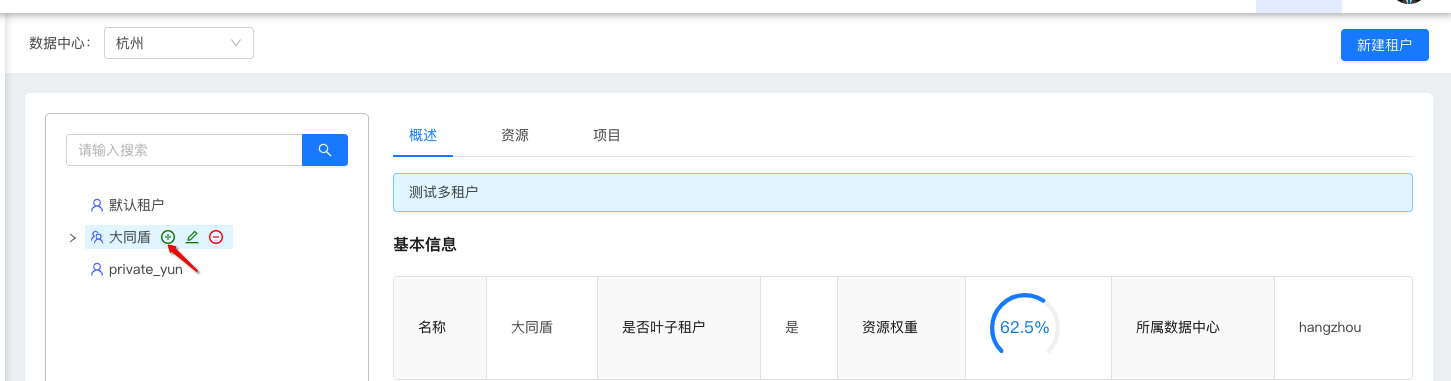 数据中心： 杭州
新建租户
请输入搜索
默认租户
大同盾
private_yun
概述 资源 项目
测试多租户
基本信息
名称 大同盾 是否叶子租户 是 资源权重 62.5% 所属数据中心 hangzhou